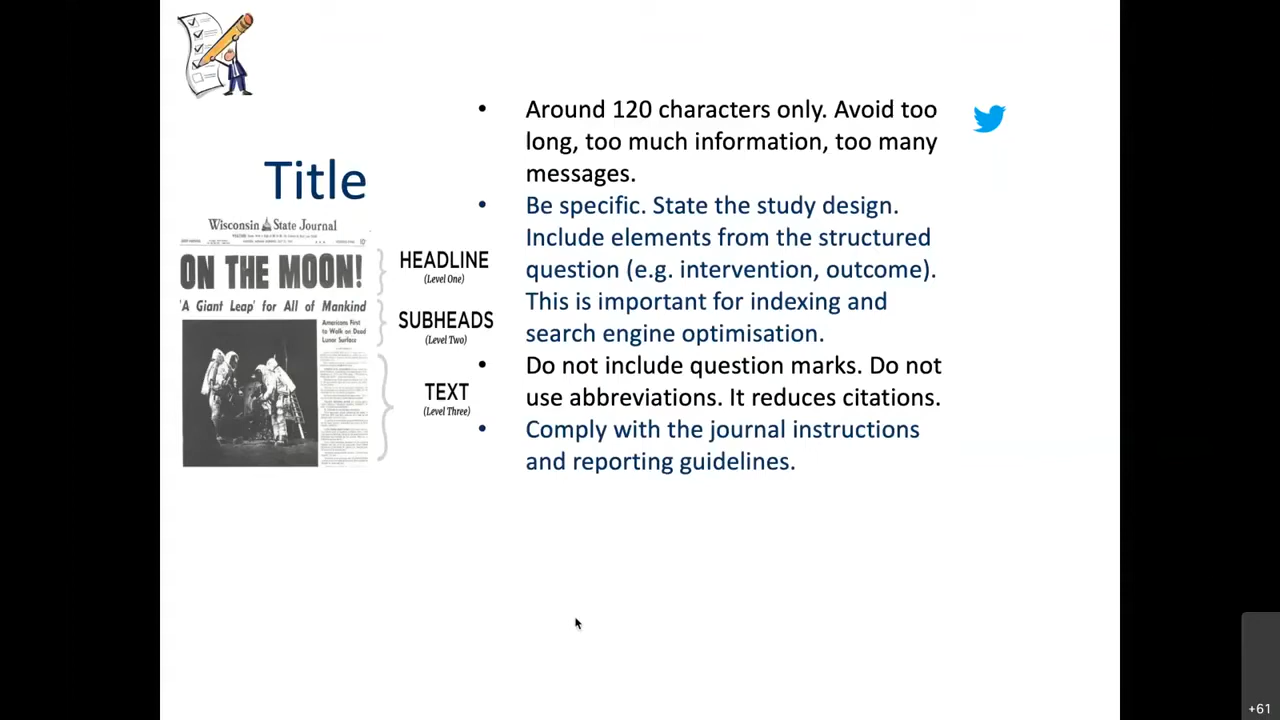 Title
Wisconsin State Journal
ON THE MOON!
'A Giant Leap' for All of Mankind
Americans First
to Walk on Dead
Lunar Surface
HEADLINE
(Level One)
SUBHEADS
(Level Two)
TEXT
(Level Three)
• Around 120 characters only. Avoid too
long, too much information, too many
messages.
• Be specific. State the study design.
Include elements from the structured
question (e.g. intervention, outcome).
This is important for indexing and
search engine optimisation.
• Do not include question marks. Do not
use abbreviations. It reduces citations.
• Comply with the journal instructions
and reporting guidelines.
+61